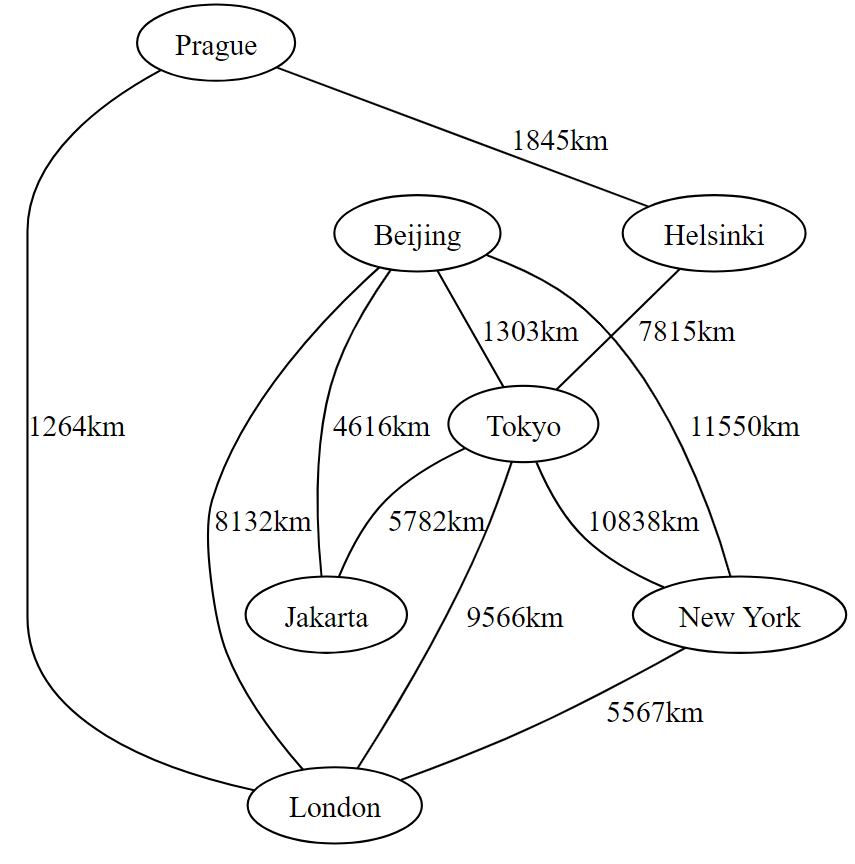 Prague
1845km
Beijing
Helsinki
1303km
7815km
1264km
4616km
Tokyo
11550km
8132km
5782km
10838km
Jakarta
9566km
New York
5567km
London